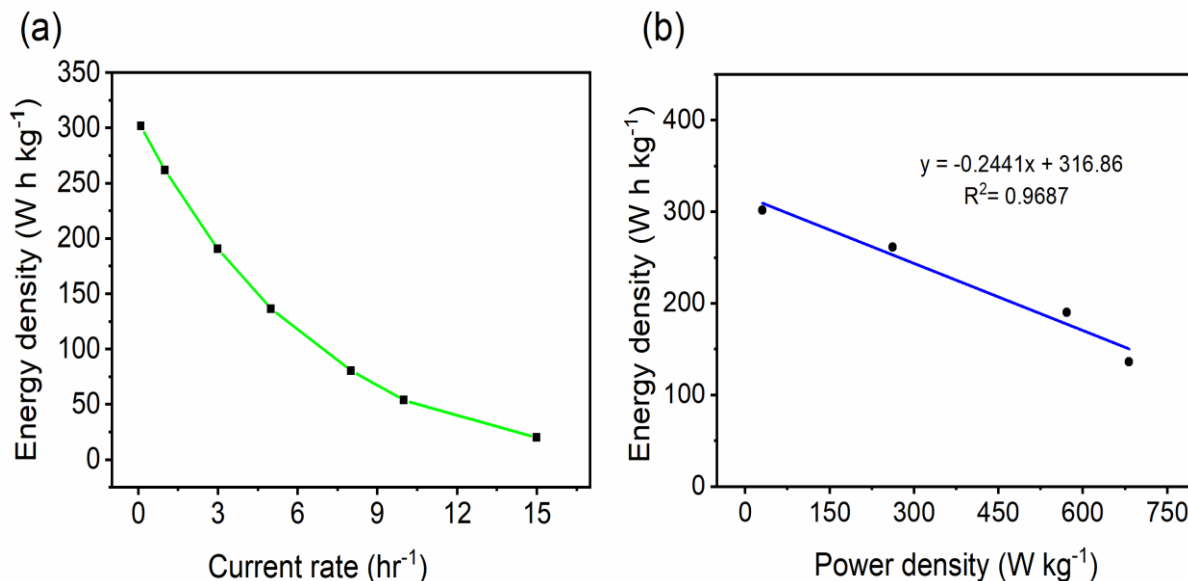 (a)
Energy density (W h kg⁻¹)
350
300
250
200
150
100
50
0
0 3 6 9 12 15
Current rate (hr⁻¹)
(b)
Energy density (W h kg⁻¹)
400
300
200
100
0
y = -0.2441x + 316.86
R²= 0.9687
0 150 300 450 600 750
Power density (W kg⁻¹)